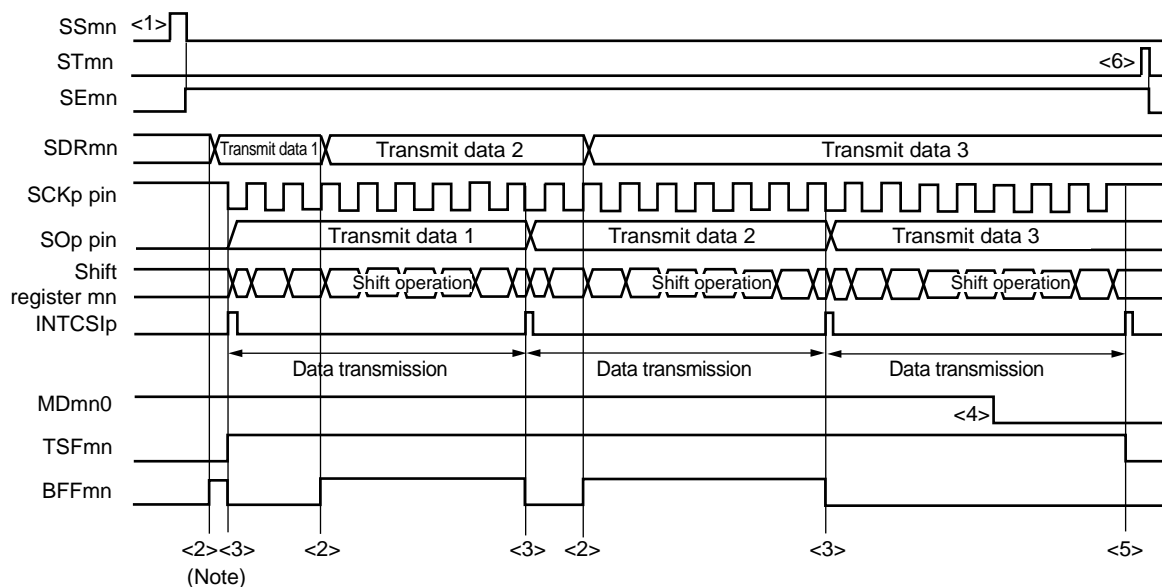 SSmn <1>
STmn <6>
SEmn
SDRmn Transmit data 1 Transmit data 2 Transmit data 3
SCKp pin
SOp pin Transmit data 1 Transmit data 2 Transmit data 3
Shift
register mn Shift operation Shift operation Shift operation
INTCSIp
Data transmission Data transmission Data transmission
MDmn0 <4>
TSFmn
BFFmn
<2> <3> <2> <3> <2> <3> <5>
(Note)